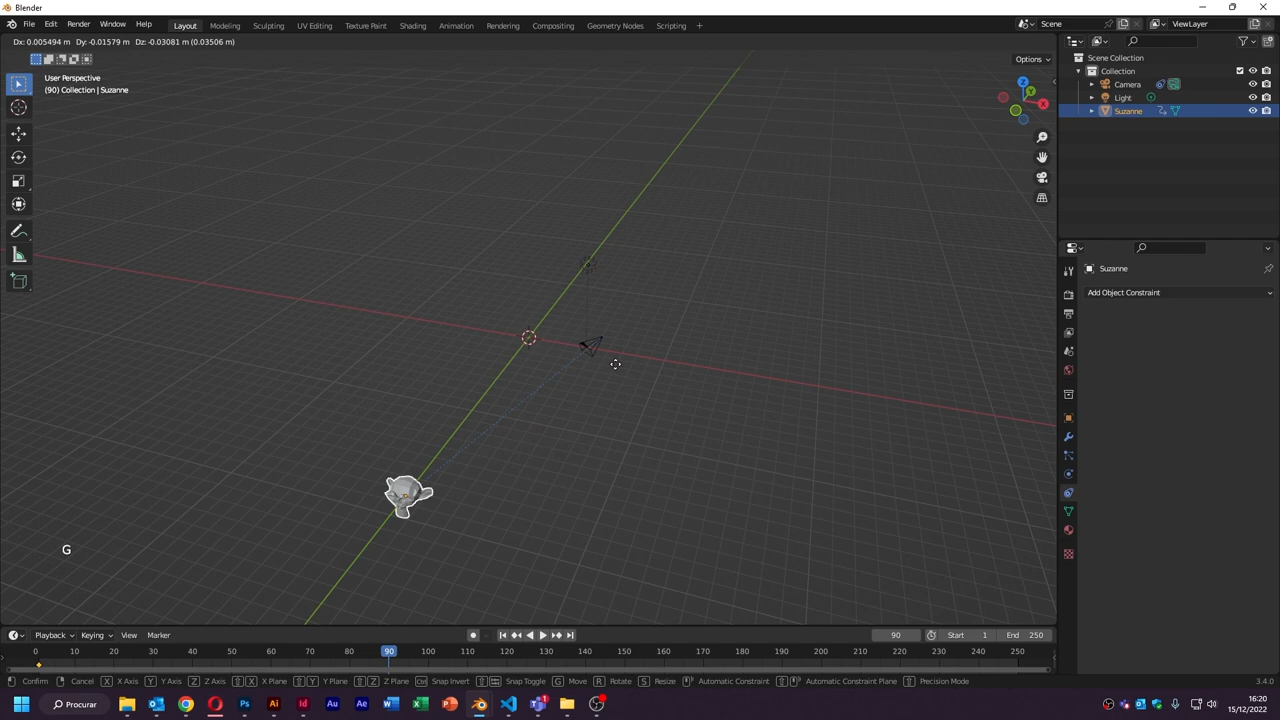 Blender
File Edit Render Window Help
Layout Modeling Sculpting UV Editing Texture Paint Shading Animation Rendering Compositing Geometry Nodes Scripting +
Scene
ViewLayer
Dx: 0.005494 m Dy: -0.01579 m Dz: -0.03081 m (0.03506 m)
Options
User Perspective
(90) Collection | Suzanne
Z
Y
X
G
Scene Collection
Collection
Camera
Light
Suzanne
Suzanne
Add Object Constraint
Playback Keying View Marker
90
Start 1
End 250
0 10 20 30 40 50 60 70 80 90 100 110 120 130 140 150 160 170 180 190 200 210 220 230 240 250
Confirm Cancel X X Axis Y Y Axis Z Z Axis X X Plane Y Y Plane Z Z Plane Snap Invert Snap Toggle G Move R Rotate S Resize Automatic Constraint Automatic Constraint Plane Precision Mode
3.4.0
Procurar
16:20
15/12/2022